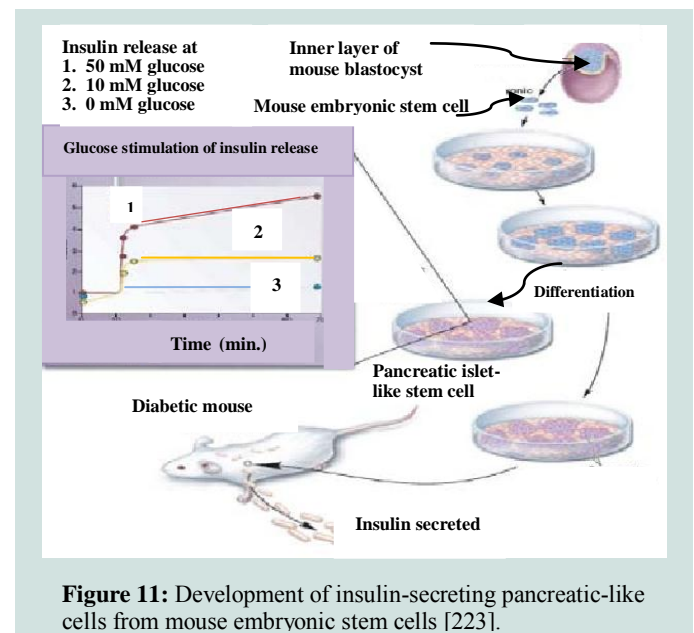 Insulin release at
1. 50 mM glucose
2. 10 mM glucose
3. 0 mM glucose
Inner layer of
mouse blastocyst
Mouse embryonic stem cell
Glucose stimulation of insulin release
1
2
3
Time (min.)
Differentiation
Pancreatic islet-
like stem cell
Diabetic mouse
Insulin secreted
Figure 11: Development of insulin-secreting pancreatic-like
cells from mouse embryonic stem cells [223].